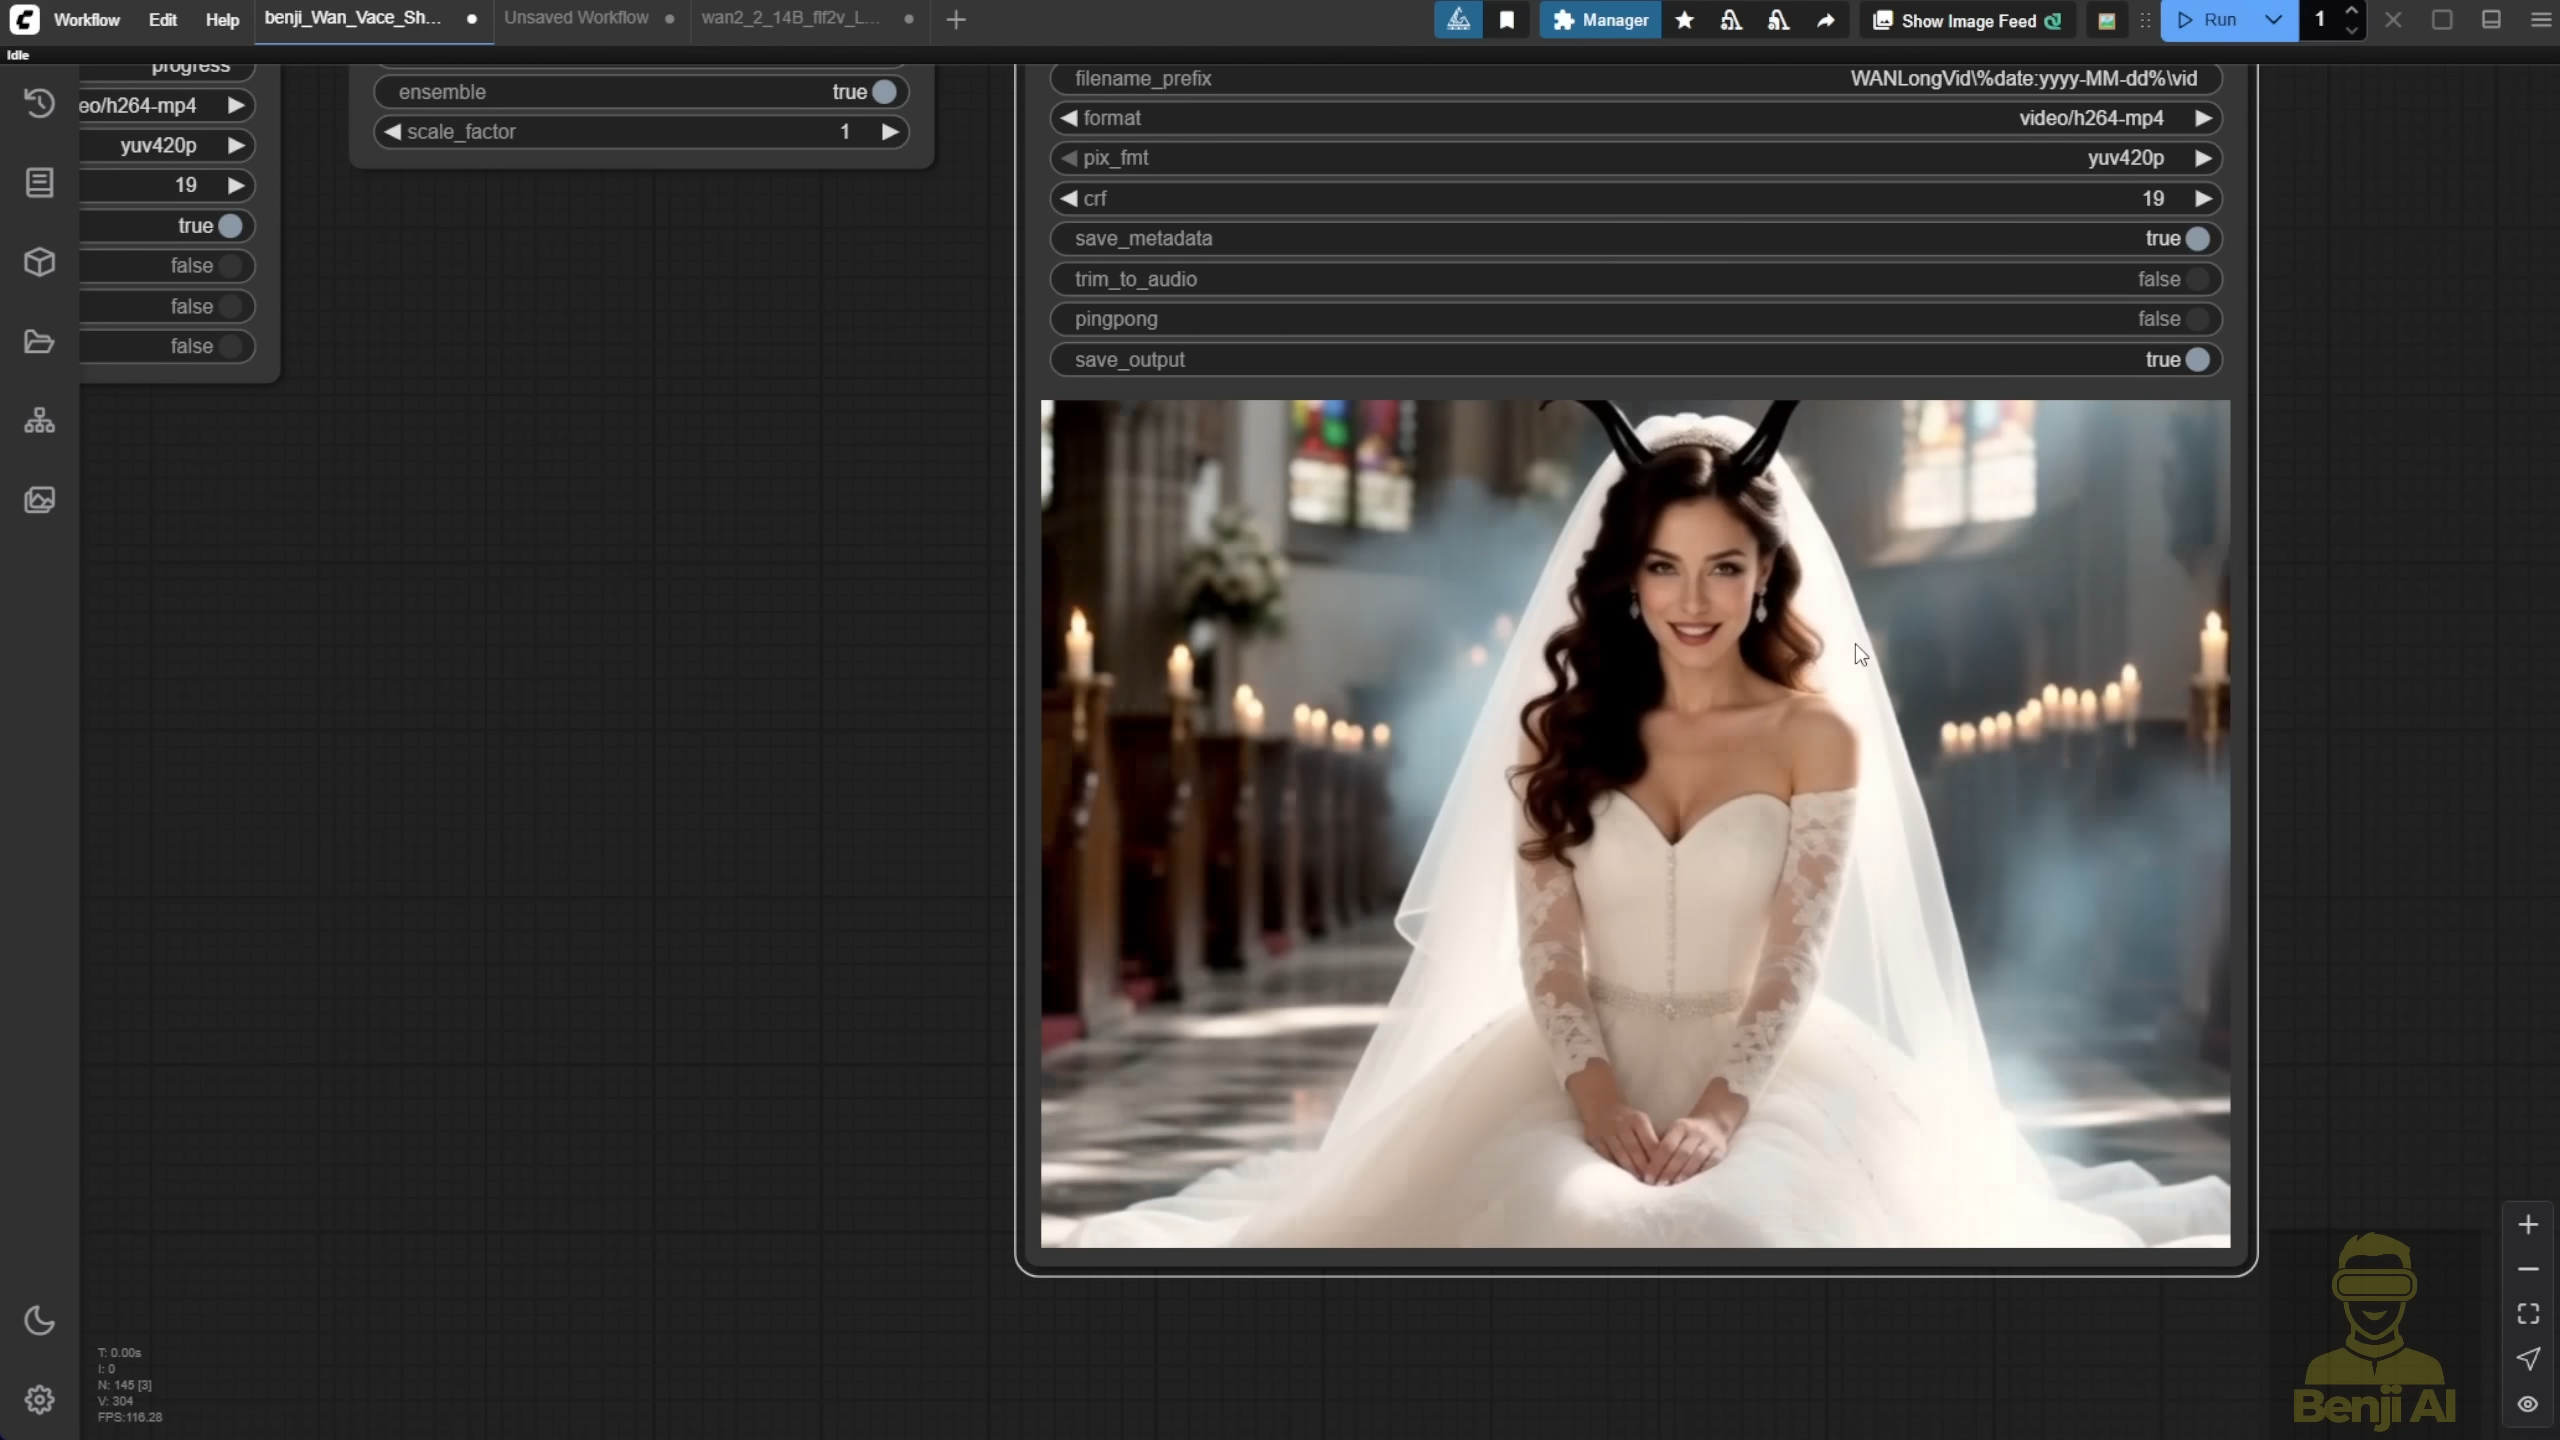 Workflow Edit Help benji_Wan_Vace_Sh... Unsaved Workflow wan2_2_14B_flf2v_L... Manager Show Image Feed Run 1
Idle
progress
eo/h264-mp4
yuv420p
19
true
false
false
false
ensemble true
scale_factor 1
filename_prefix WANLongVid\%date:yyyy-MM-dd%\vid
format video/h264-mp4
pix_fmt yuv420p
crf 19
save_metadata true
trim_to_audio false
pingpong false
save_output true
T: 0.00s
I: 0
N: 145 [3]
V: 304
FPS:116.28
Benji AI